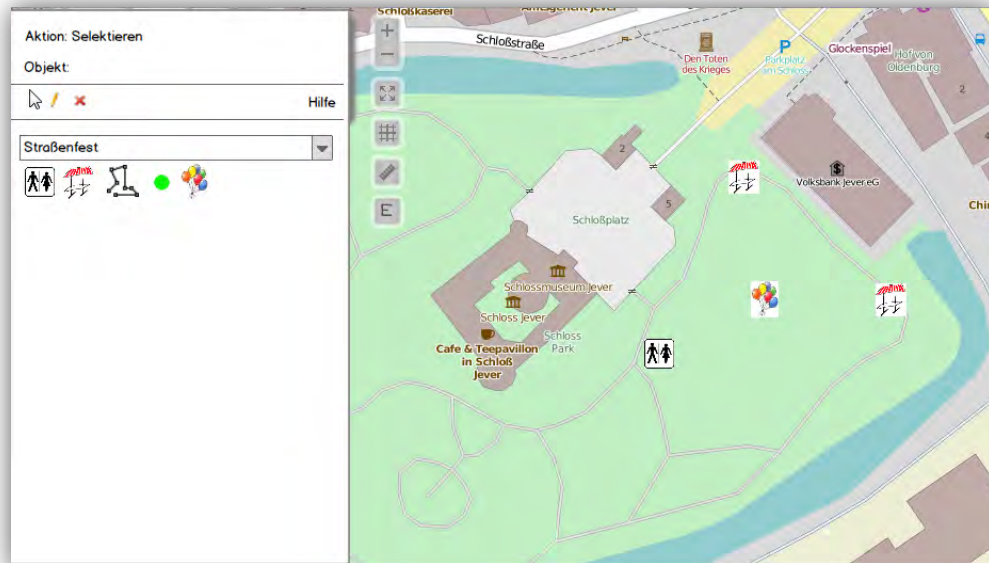 Aktion: Selektieren
Objekt:
Hilfe
Straßenfest
Schloßkaserei
Amtsgericht Jever
Schloßstraße
Den Toten
des Krieges
P
Parkplatz
am Schloss
Glockenspiel
Hof von
Oldenburg
2
4
2
5
Volksbank Jever eG
Chin
Schloßplatz
Schlossmuseum Jever
Schloss Jever
Schloss
Park
Cafe & Teepavillon
in Schloß
Jever
E